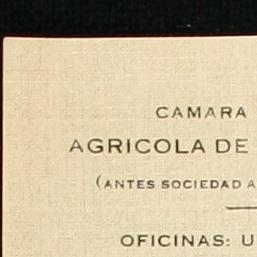 CAMARA
AGRICOLA DE
(ANTES SOCIEDAD A
OFICINAS: U